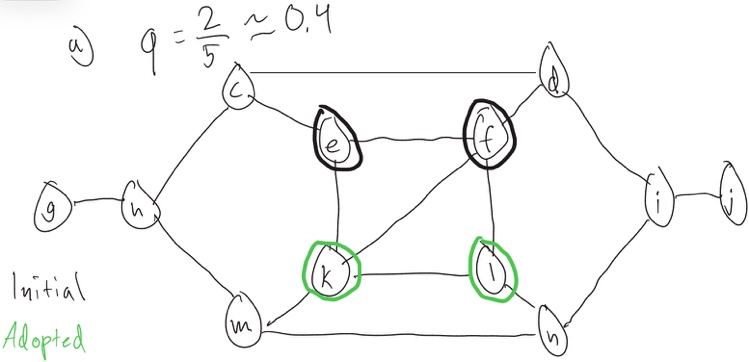 a) q = 2/5 ≈ 0.4
c
d
e
f
g
h
i
j
k
l
m
n
Initial
Adopted